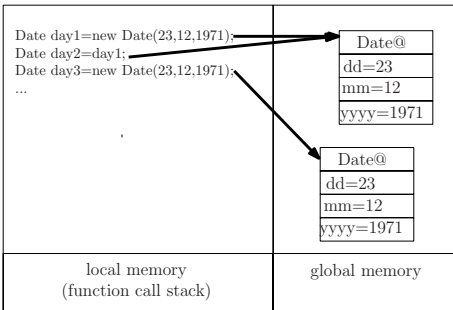 Date day1=new Date(23,12,1971);
Date day2=day1;
Date day3=new Date(23,12,1971);
...
Date@
dd=23
mm=12
yyyy=1971
Date@
dd=23
mm=12
yyyy=1971
local memory
(function call stack)
global memory